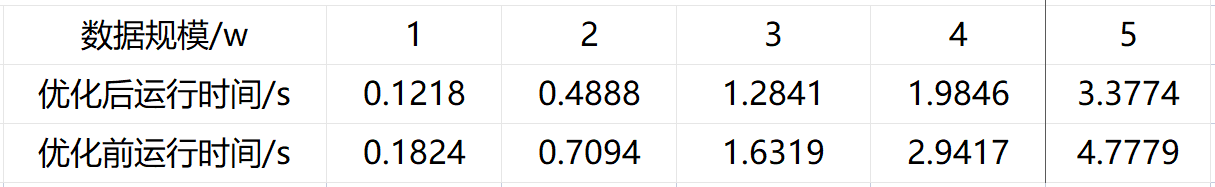 数据规模/w 1 2 3 4 5
优化后运行时间/s 0.1218 0.4888 1.2841 1.9846 3.3774
优化前运行时间/s 0.1824 0.7094 1.6319 2.9417 4.7779